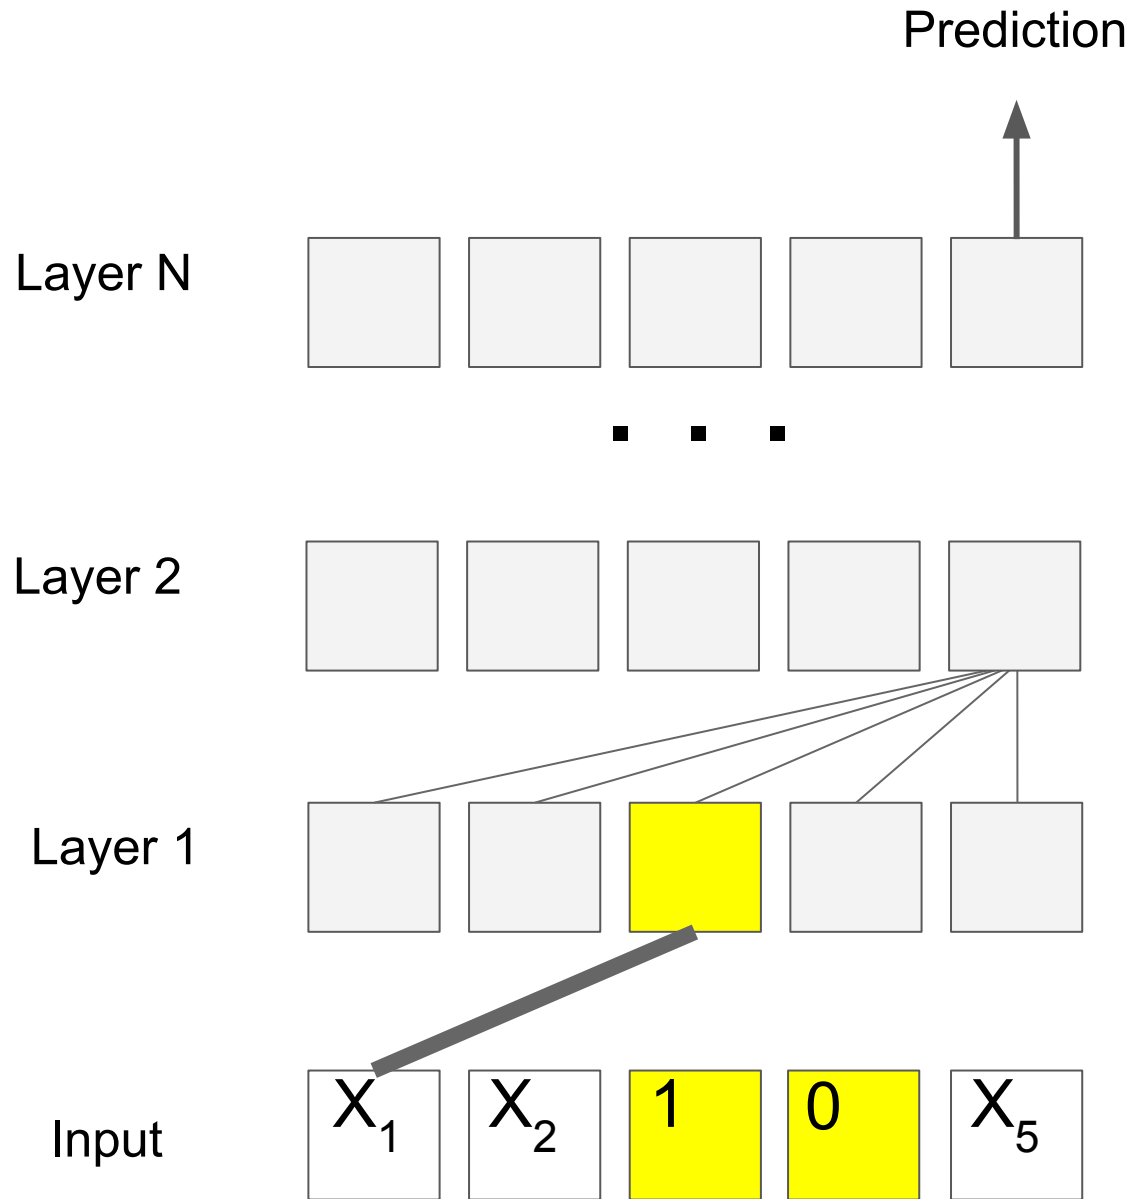 Prediction
Layer N
. . .
Layer 2
Layer 1
Input X₁ X₂ 1 0 X₅